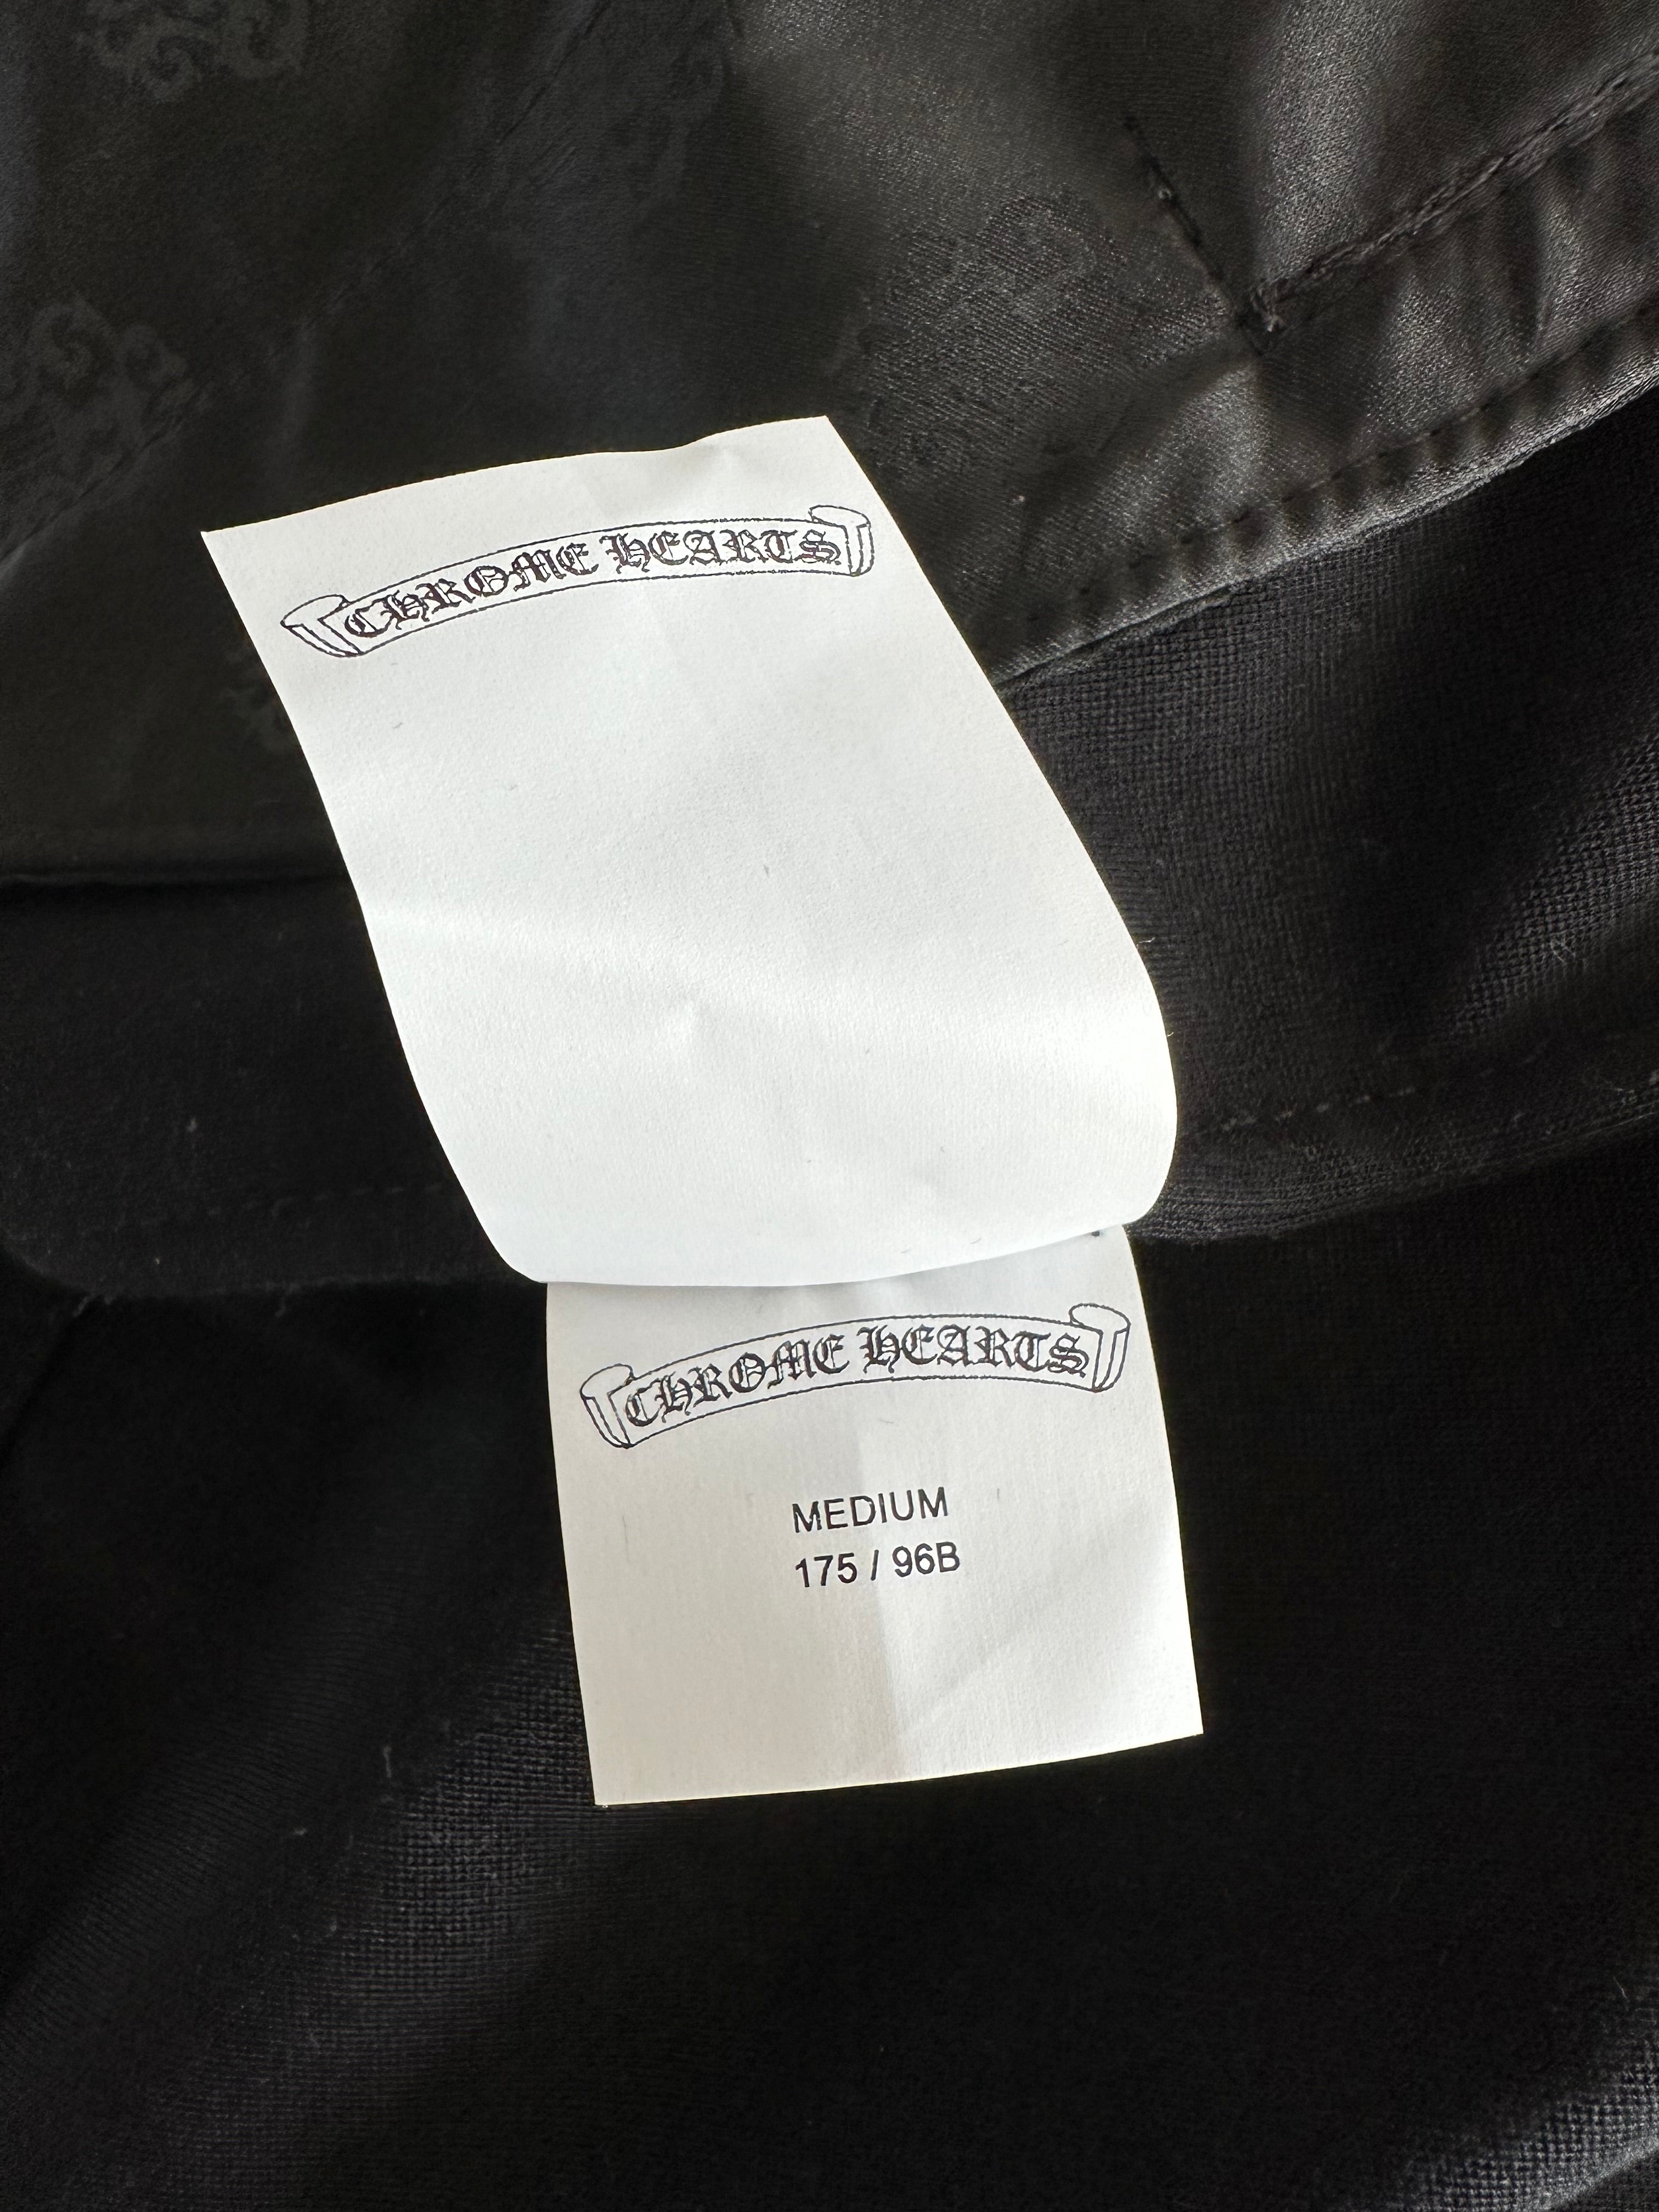 CHROME HEARTS
CHROME HEARTS
MEDIUM
175 / 96B